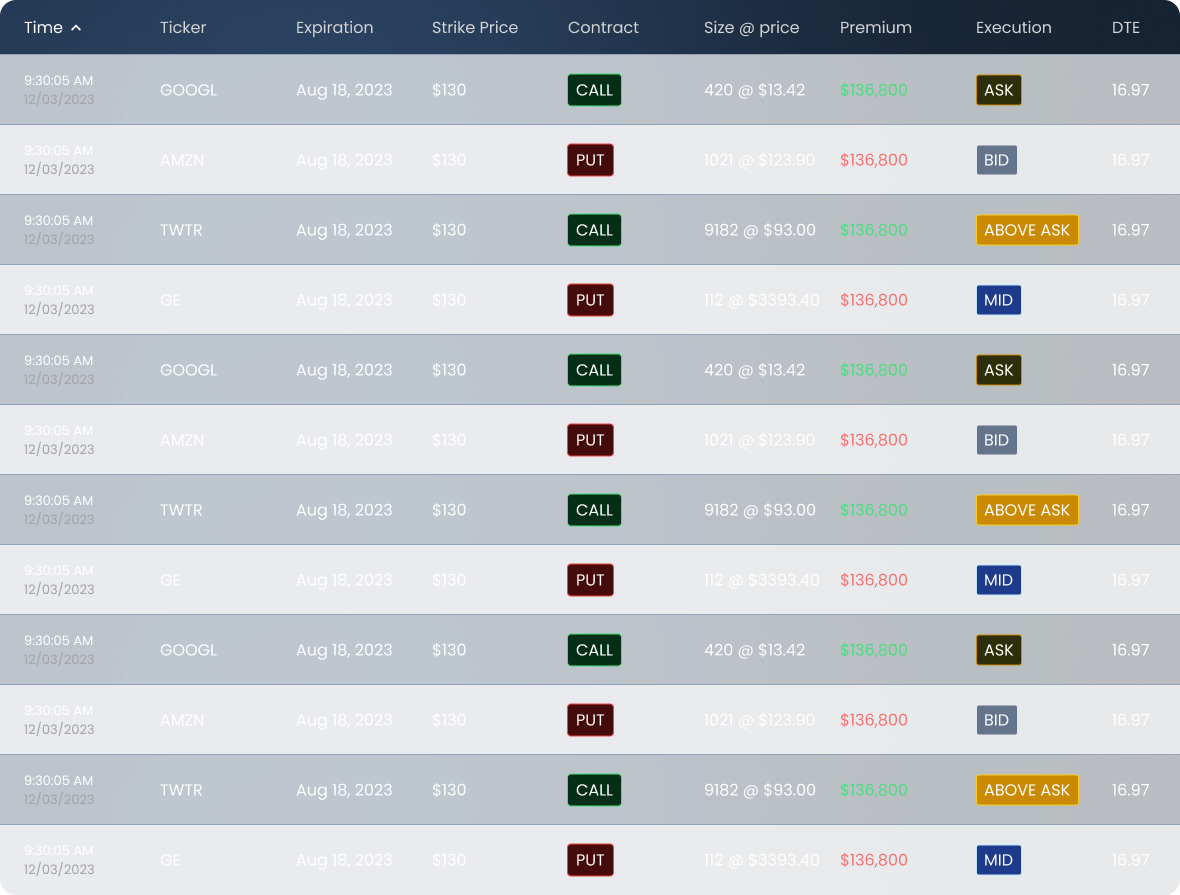 Time Ticker Expiration Strike Price Contract Size @ price Premium Execution DTE
9:30:05 AM
12/03/2023 GOOGL Aug 18, 2023 $130 CALL 420 @ $13.42 $136,800 ASK 16.97
9:30:05 AM
12/03/2023 AMZN Aug 18, 2023 $130 PUT 1021 @ $123.90 $136,800 BID 16.97
9:30:05 AM
12/03/2023 TWTR Aug 18, 2023 $130 CALL 9182 @ $93.00 $136,800 ABOVE ASK 16.97
9:30:05 AM
12/03/2023 GE Aug 18, 2023 $130 PUT 112 @ $3393.40 $136,800 MID 16.97
9:30:05 AM
12/03/2023 GOOGL Aug 18, 2023 $130 CALL 420 @ $13.42 $136,800 ASK 16.97
9:30:05 AM
12/03/2023 AMZN Aug 18, 2023 $130 PUT 1021 @ $123.90 $136,800 BID 16.97
9:30:05 AM
12/03/2023 TWTR Aug 18, 2023 $130 CALL 9182 @ $93.00 $136,800 ABOVE ASK 16.97
9:30:05 AM
12/03/2023 GE Aug 18, 2023 $130 PUT 112 @ $3393.40 $136,800 MID 16.97
9:30:05 AM
12/03/2023 GOOGL Aug 18, 2023 $130 CALL 420 @ $13.42 $136,800 ASK 16.97
9:30:05 AM
12/03/2023 AMZN Aug 18, 2023 $130 PUT 1021 @ $123.90 $136,800 BID 16.97
9:30:05 AM
12/03/2023 TWTR Aug 18, 2023 $130 CALL 9182 @ $93.00 $136,800 ABOVE ASK 16.97
9:30:05 AM
12/03/2023 GE Aug 18, 2023 $130 PUT 112 @ $3393.40 $136,800 MID 16.97